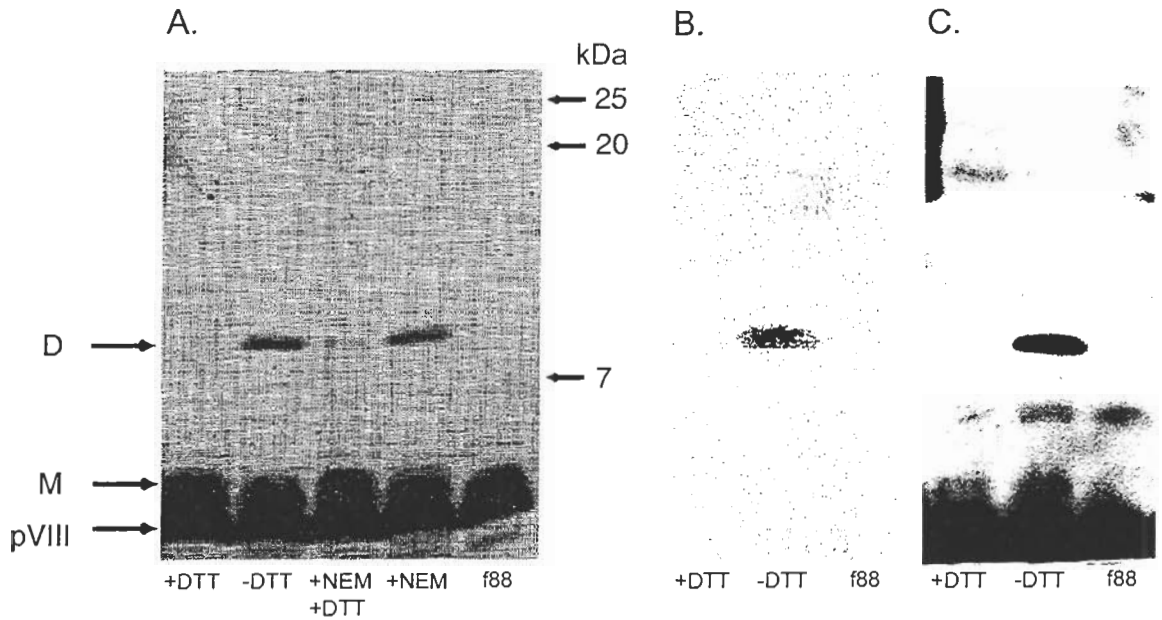 A.
B.
C.
kDa
25
20
D
7
M
pVIII
+DTT -DTT +NEM +NEM f88
+DTT
+DTT -DTT f88
+DTT -DTT f88